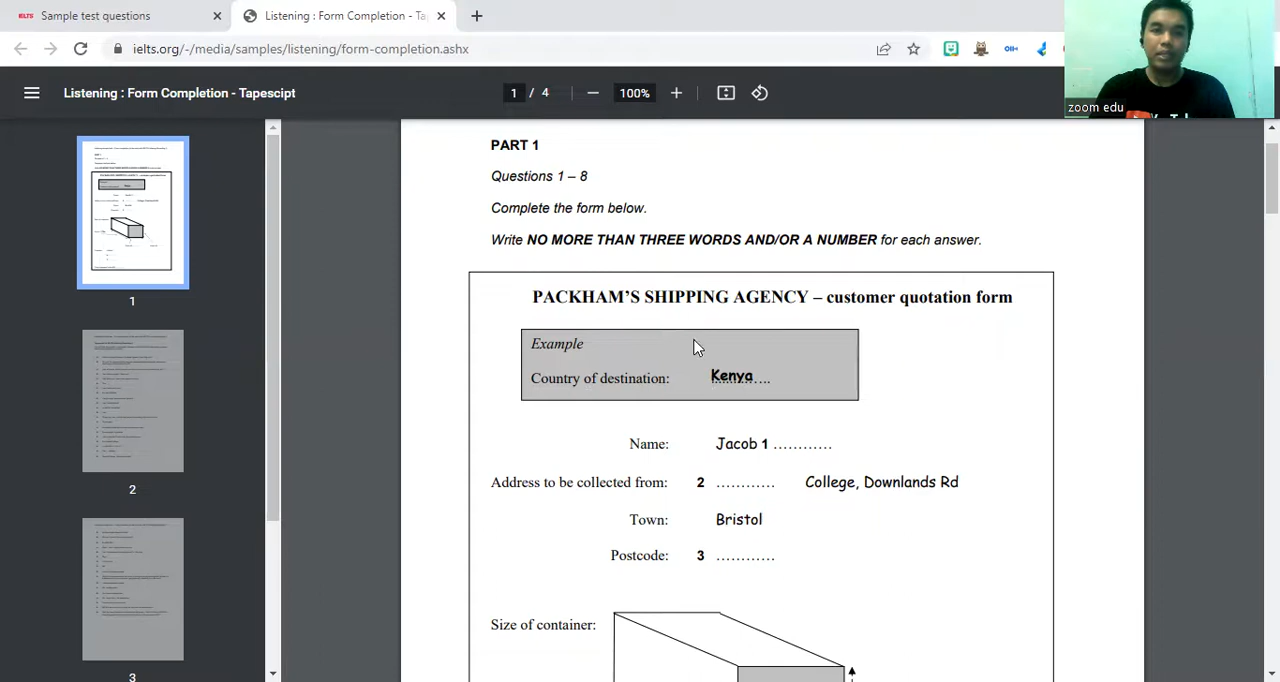 Sample test questions
Listening : Form Completion - Ta
ielts.org/-/media/samples/listening/form-completion.ashx
Listening : Form Completion - Tapescipt
1 / 4
100%
zoom edu
PART 1
Questions 1 – 8
Complete the form below.
Write NO MORE THAN THREE WORDS AND/OR A NUMBER for each answer.
PACKHAM'S SHIPPING AGENCY – customer quotation form
Example
Country of destination: Kenya
Name: Jacob 1 ............
Address to be collected from: 2 ............ College, Downlands Rd
Town: Bristol
Postcode: 3 ............
Size of container:
1
2
3